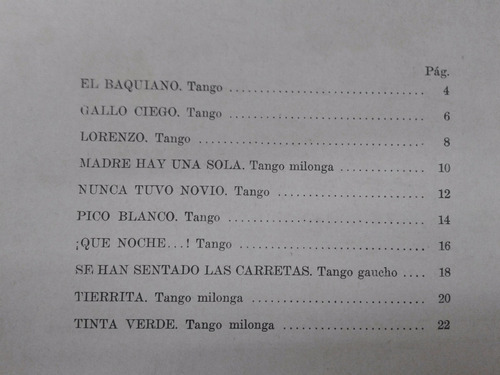 Pág.
EL BAQUIANO. Tango .............................. 4
GALLO CIEGO. Tango .............................. 6
LORENZO. Tango .................................. 8
MADRE HAY UNA SOLA. Tango milonga ............... 10
NUNCA TUVO NOVIO. Tango ......................... 12
PICO BLANCO. Tango .............................. 14
¡QUE NOCHE...! Tango ............................ 16
SE HAN SENTADO LAS CARRETAS. Tango gaucho .... 18
TIERRITA. Tango milonga ......................... 20
TINTA VERDE. Tango milonga ...................... 22